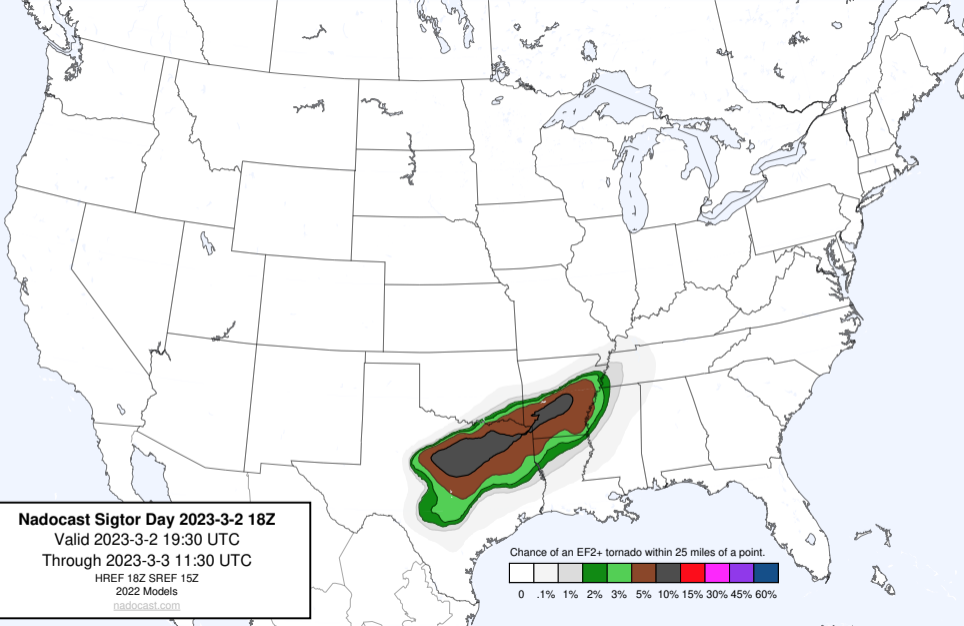 Nadocast Sigtor Day 2023-3-2 18Z
Valid 2023-3-2 19:30 UTC
Through 2023-3-3 11:30 UTC
HREF 18Z SREF 15Z
2022 Models
nadocast.com
Chance of an EF2+ tornado within 25 miles of a point.
0 .1% 1% 2% 3% 5% 10% 15% 30% 45% 60%